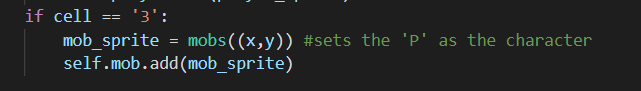 if cell == '3':
    mob_sprite = mobs((x,y)) #sets the 'P' as the character
    self.mob.add(mob_sprite)